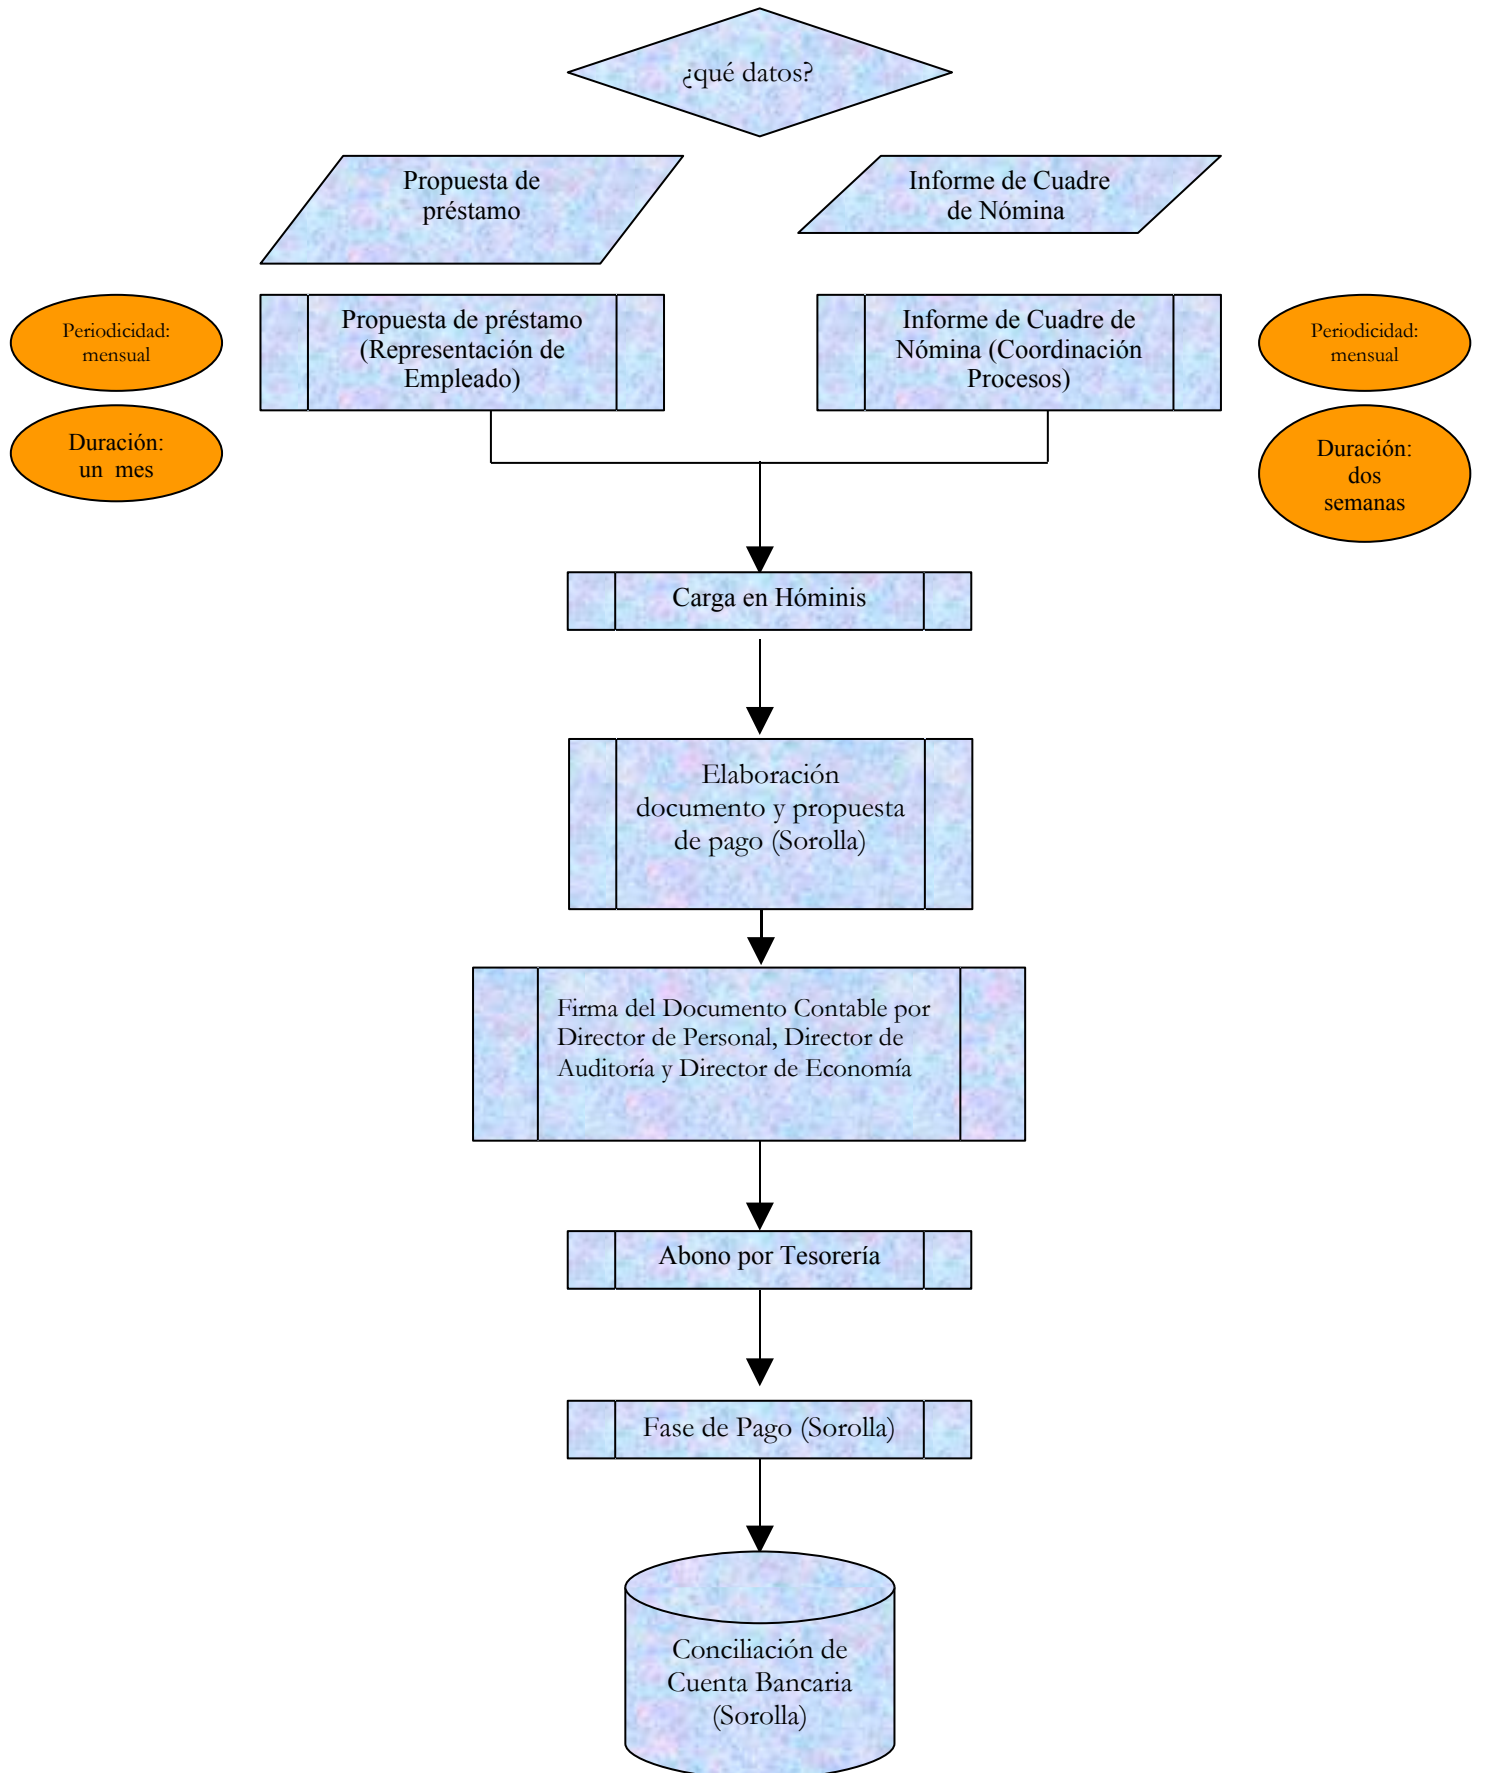 ¿qué datos?
Propuesta de
préstamo
Informe de Cuadre
de Nómina
Periodicidad:
mensual
Propuesta de préstamo
(Representación de
Empleado)
Informe de Cuadre de
Nómina (Coordinación
Procesos)
Periodicidad:
mensual
Duración:
un mes
Duración:
dos
semanas
Carga en Hóminis
Elaboración
documento y propuesta
de pago (Sorolla)
Firma del Documento Contable por
Director de Personal, Director de
Auditoría y Director de Economía
Abono por Tesorería
Fase de Pago (Sorolla)
Conciliación de
Cuenta Bancaria
(Sorolla)